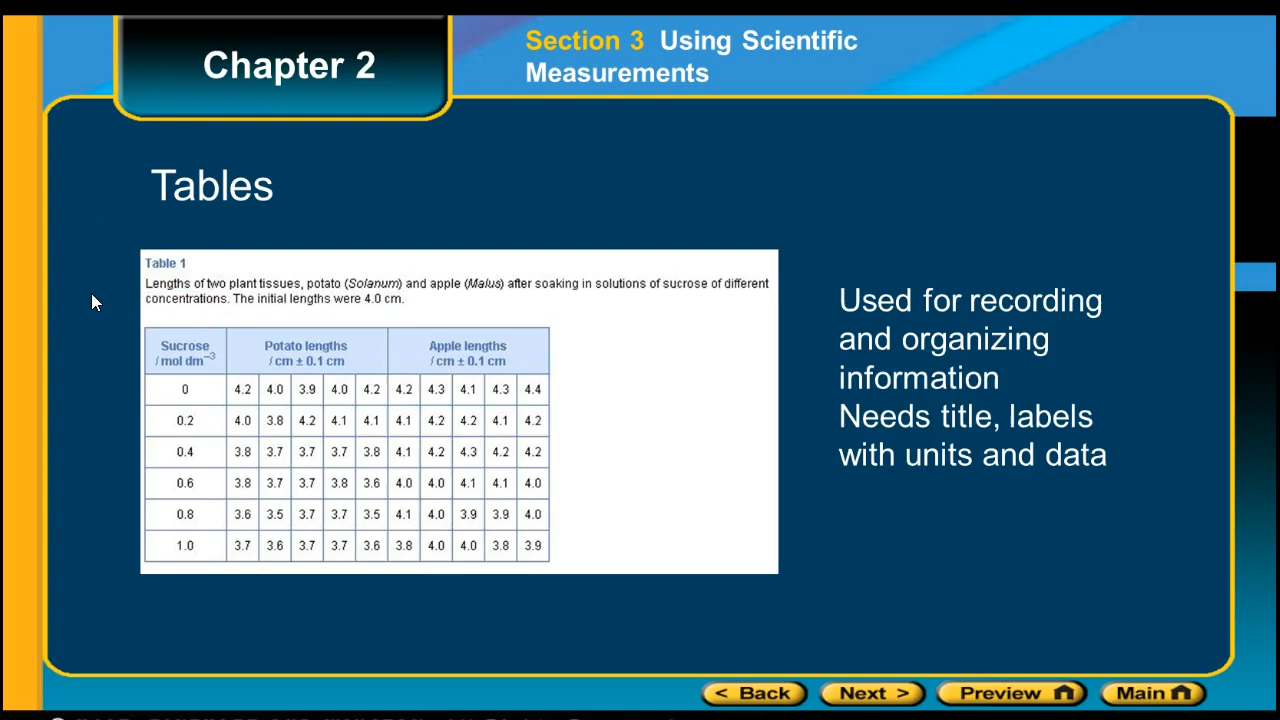 Chapter 2
Section 3 Using Scientific
Measurements
Tables
Table 1
Lengths of two plant tissues, potato (Solanum) and apple (Malus) after soaking in solutions of sucrose of different
concentrations. The initial lengths were 4.0 cm.
Sucrose / mol dm⁻³ Potato lengths / cm ± 0.1 cm Apple lengths / cm ± 0.1 cm
0 4.2 4.0 3.9 4.0 4.2 4.2 4.3 4.1 4.3 4.4
0.2 4.0 3.8 4.2 4.1 4.1 4.1 4.2 4.2 4.1 4.2
0.4 3.8 3.7 3.7 3.7 3.8 4.1 4.2 4.3 4.2 4.2
0.6 3.8 3.7 3.7 3.8 3.6 4.0 4.0 4.1 4.1 4.0
0.8 3.6 3.5 3.7 3.7 3.5 4.1 4.0 3.9 3.9 4.0
1.0 3.7 3.6 3.7 3.7 3.6 3.8 4.0 4.0 3.8 3.9
Used for recording
and organizing
information
Needs title, labels
with units and data
< Back Next > Preview Main